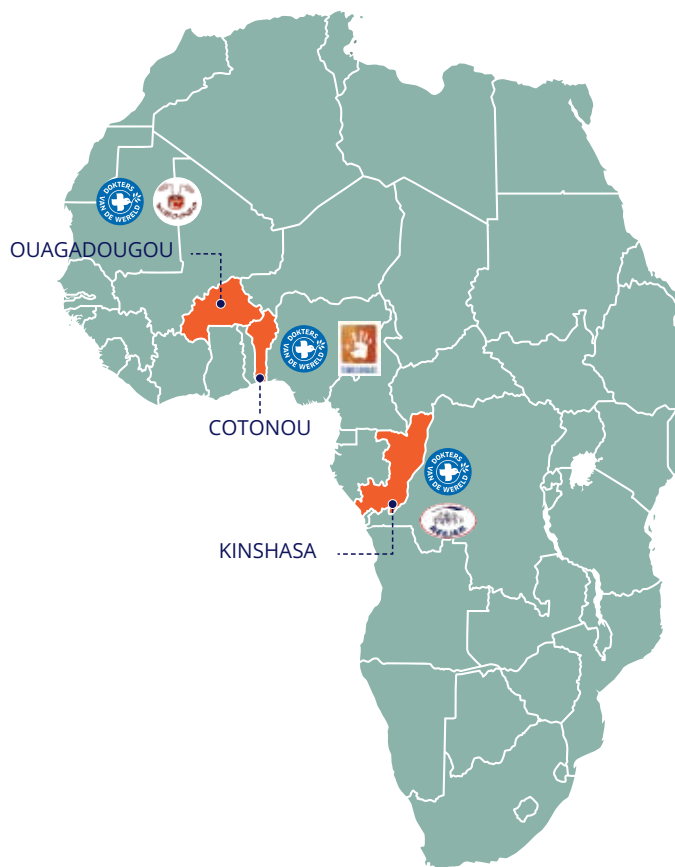 DOKTERS
VAN DE WERELD
OUAGADOUGOU
DOKTERS
VAN DE WERELD
COTONOU
DOKTERS
VAN DE WERELD
KINSHASA